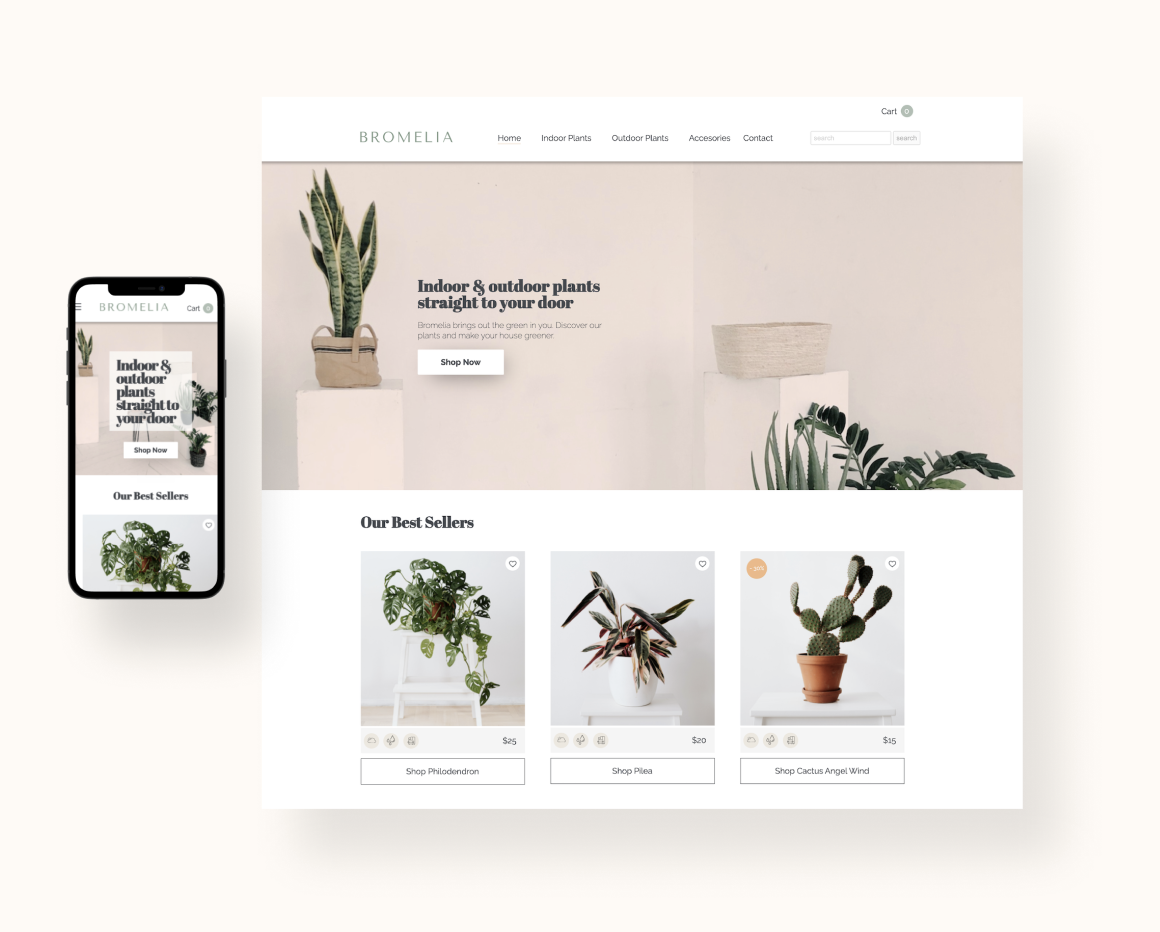 Cart 0
BROMELIA
Home Indoor Plants Outdoor Plants Accesories Contact
search search
Indoor & outdoor plants
straight to your door
Bromelia brings out the green in you. Discover our
plants and make your house greener.
Shop Now
Our Best Sellers
-30%
$25 $20 $15
Shop Philodendron Shop Pilea Shop Cactus Angel Wind
BROMELIA Cart 0
Indoor &
outdoor
plants
straight to
your door
Shop Now
Our Best Sellers